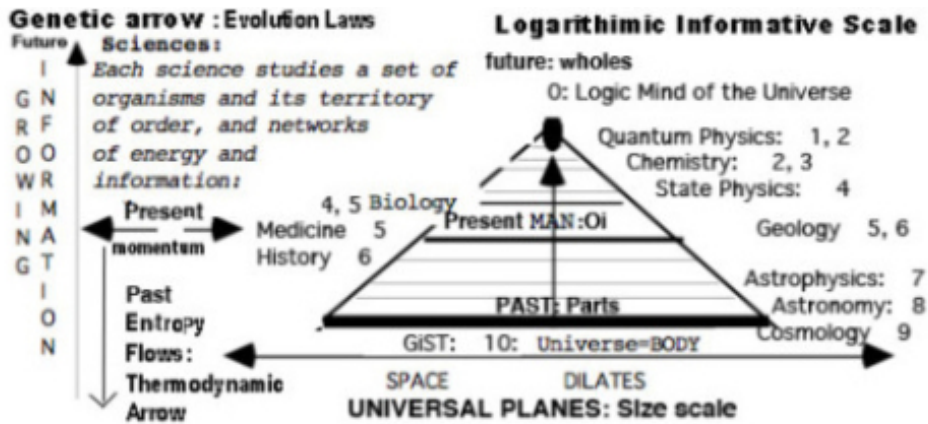 Genetic arrow : Evolution Laws
Logarithimic Informative Scale
Future
Sciences:
Each science studies a set of
organisms and its territory
of order, and networks
of energy and
information:
GROWING
INFORMATION
future: wholes
0: Logic Mind of the Universe
Quantum Physics: 1, 2
Chemistry: 2, 3
State Physics: 4
4, 5 Biology
Present MAN:Oi
Present
momentum
Medicine 5
History 6
Geology 5, 6
Past
Entropy
Flows:
Thermodynamic
Arrow
PAST: Parts
Astrophysics: 7
Astronomy: 8
Cosmology 9
GiST: 10: Universe=BODY
SPACE DILATES
UNIVERSAL PLANES: Size scale